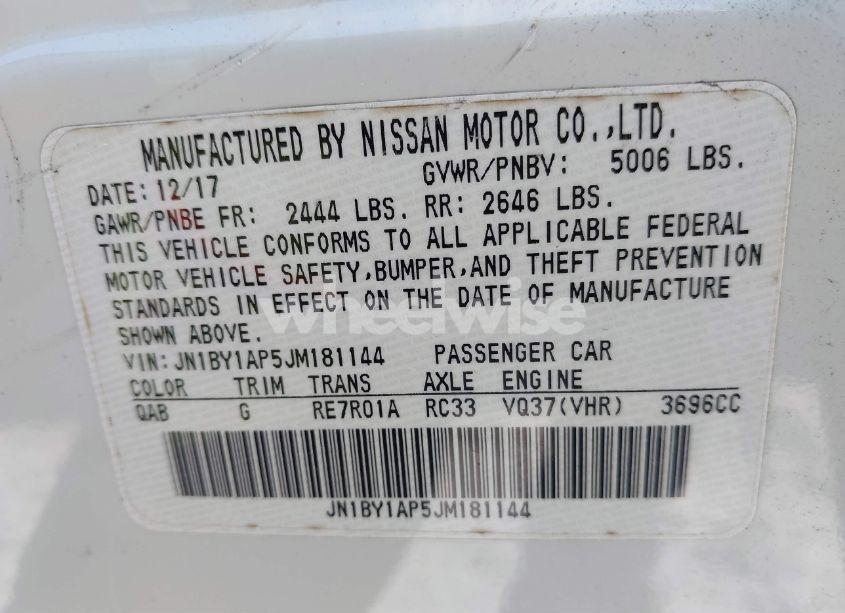 MANUFACTURED BY NISSAN MOTOR CO.,LTD.
DATE: 12/17 GVWR/PNBV: 5006 LBS.
GAWR/PNBE FR: 2444 LBS. RR: 2646 LBS.
THIS VEHICLE CONFORMS TO ALL APPLICABLE FEDERAL
MOTOR VEHICLE SAFETY,BUMPER,AND THEFT PREVENTION
STANDARDS IN EFFECT ON THE DATE OF MANUFACTURE
SHOWN ABOVE.
wheelwise
VIN: JN1BY1AP5JM181144 PASSENGER CAR
COLOR TRIM TRANS AXLE ENGINE
QAB G RE7R01A RC33 VQ37(VHR) 3696CC
JN1BY1AP5JM181144